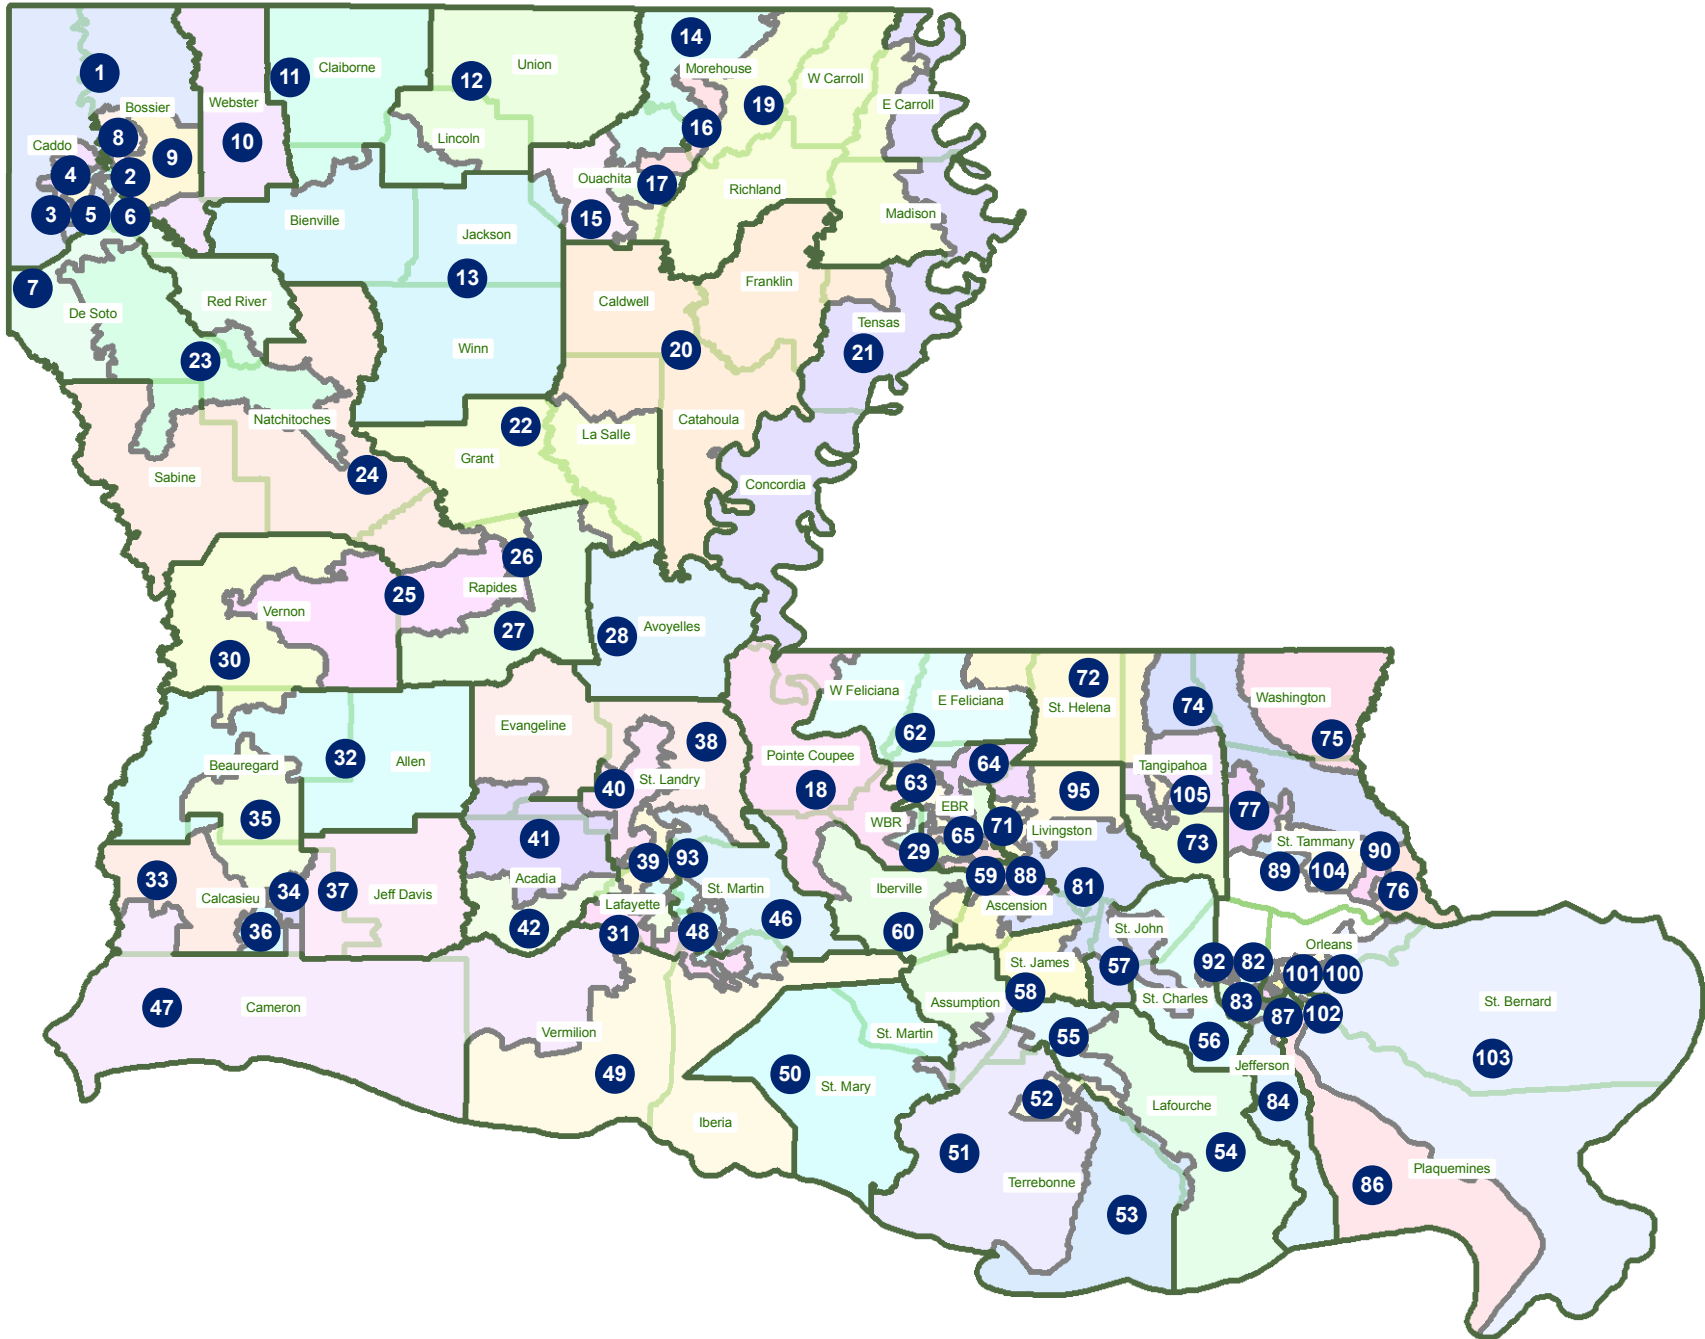 14
1
11
Claiborne
12
Union
Morehouse
W Carroll
Bossier
Webster
19
E Carroll
8
10
Lincoln
16
Caddo
9
4
2
Ouachita
17
Richland
3
5
6
15
Madison
Bienville
Jackson
7
13
Franklin
Red River
Caldwell
De Soto
Tensas
23
Winn
20
21
Natchitoches
22
La Salle
Catahoula
Grant
Sabine
24
Concordia
26
25
Rapides
Vernon
27
28
Avoyelles
30
72
W Feliciana
E Feliciana
St. Helena
74
Washington
Evangeline
62
38
75
Beauregard
32
Allen
Pointe Coupee
64
Tangipahoa
St. Landry
63
40
18
95
105
EBR
77
35
WBR
71
Livingston
41
65
73
St. Tammany
29
90
39
93
33
Acadia
59
88
89
104
34
37
Jeff Davis
St. Martin
Iberville
81
76
Calcasieu
Lafayette
Ascension
46
36
42
31
48
60
St. John
Orleans
St. James
57
92
82
101
100
58
St. Charles
83
St. Bernard
47
Cameron
Assumption
102
87
Vermilion
St. Martin
55
56
103
49
50
St. Mary
Jefferson
52
84
Lafourche
Iberia
51
54
Plaquemines
Terrebonne
86
53